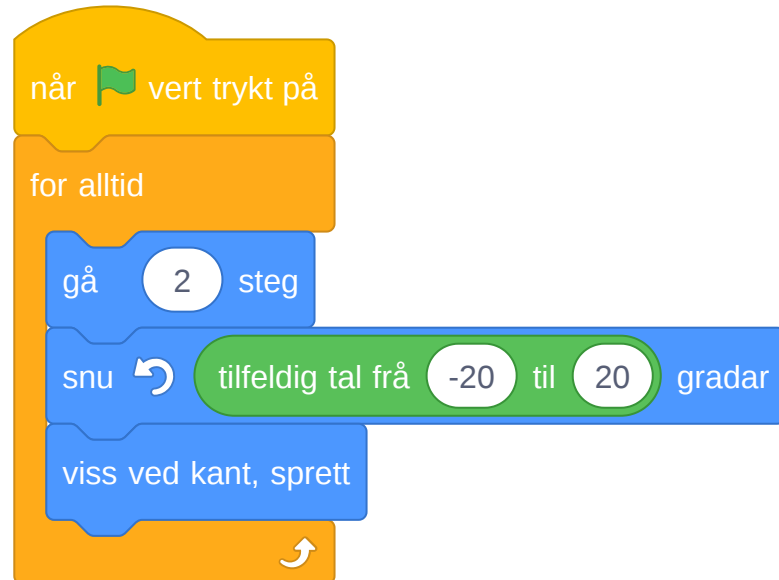 når vert trykt på
for alltid
gå 2 steg
snu tilfeldig tal frå -20 til 20 gradar
viss ved kant, sprett